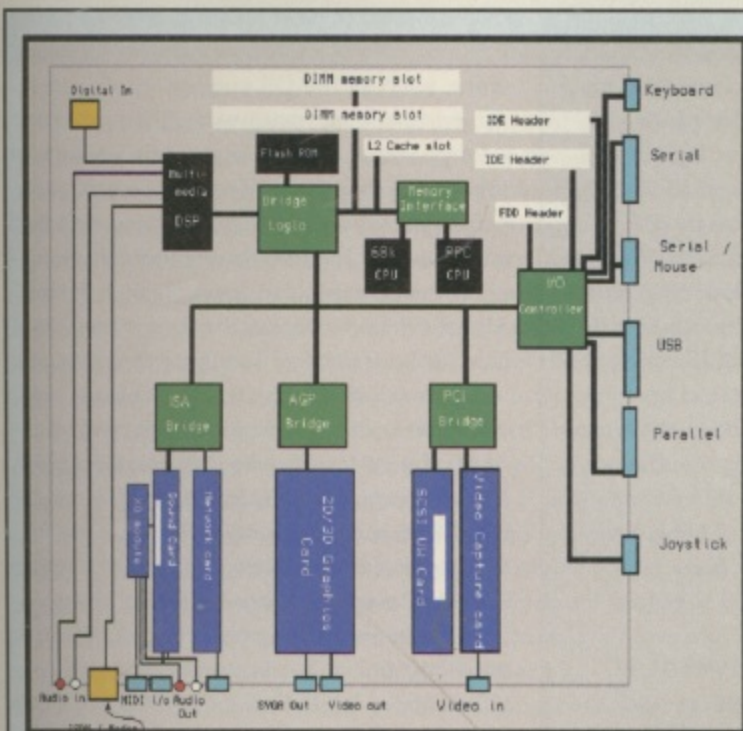 DIMM memory slot
Digital In
Keyboard
DIMM memory slot
IDE Header
L2 Cache slot
Flash ROM
Serial
IDE Header
Multi-
media
DSP
Bridge
Logic
Memory
Interface
FDD Header
68k
CPU
PPC
CPU
Serial /
Mouse
I/O
Controller
USB
ISA
Bridge
AGP
Bridge
PCI
Bridge
Parallel
Sound Card
Network card
2D/3D Graphics
Card
SCSI UW Card
Video Capture card
Joystick
Audio in
MIDI i/o
Audio
Out
SVGA Out
Video out
Video in